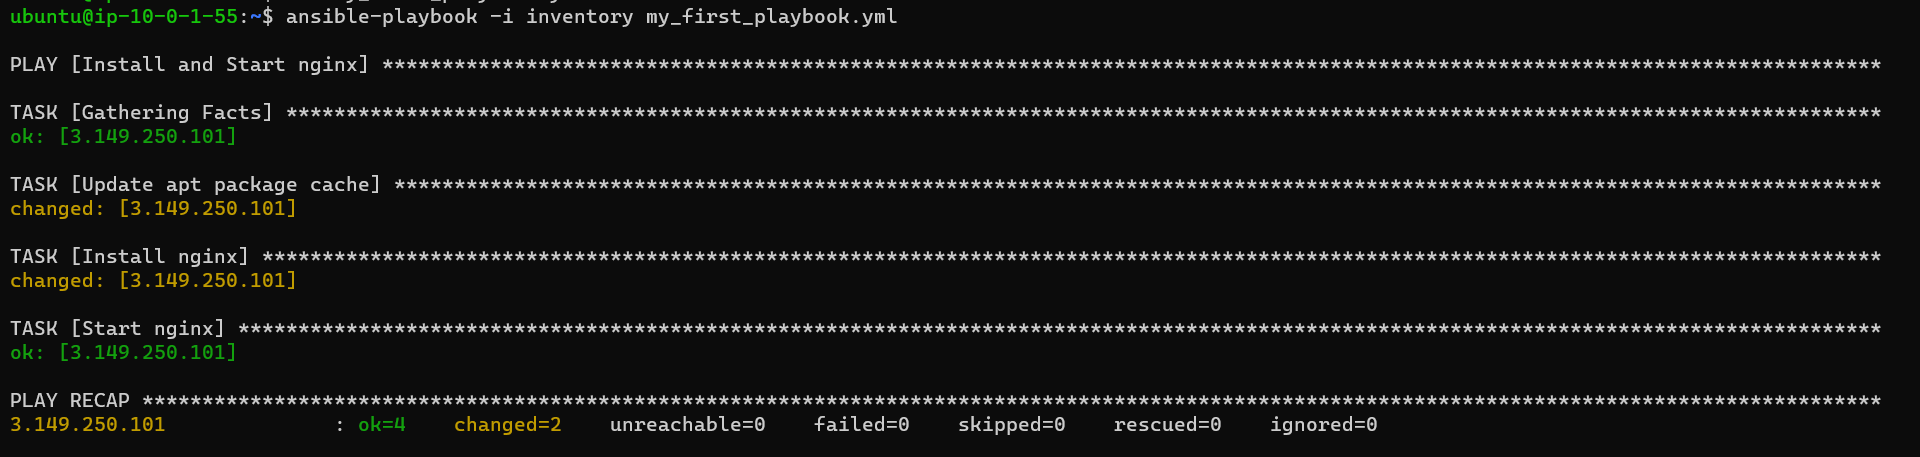 ubuntu@ip-10-0-1-55:~$ ansible-playbook -i inventory my_first_playbook.yml
PLAY [Install and Start nginx] *****************************************************************************************************************************
TASK [Gathering Facts] *************************************************************************************************************************************
ok: [3.149.250.101]
TASK [Update apt package cache] ****************************************************************************************************************************
changed: [3.149.250.101]
TASK [Install nginx] ***************************************************************************************************************************************
changed: [3.149.250.101]
TASK [Start nginx] *****************************************************************************************************************************************
ok: [3.149.250.101]
PLAY RECAP *************************************************************************************************************************************************
3.149.250.101              : ok=4    changed=2    unreachable=0    failed=0    skipped=0    rescued=0    ignored=0